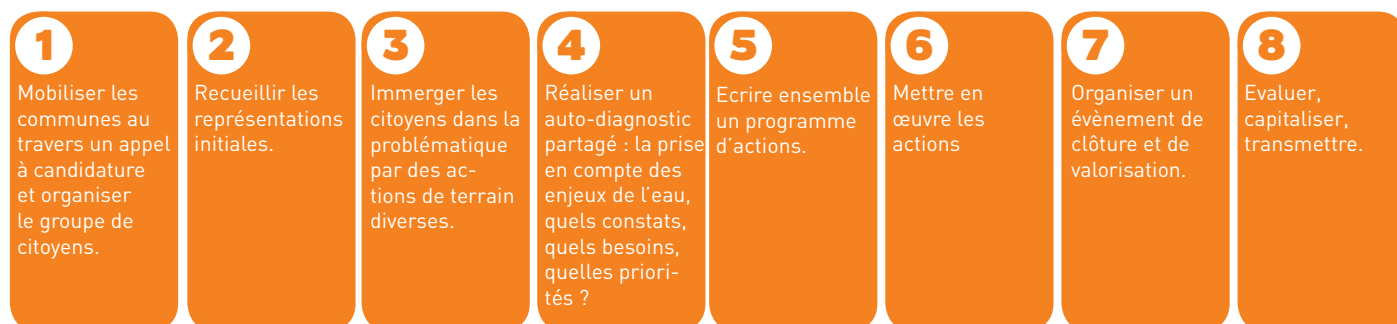 1
Mobiliser les
communes au
travers un appel
à candidature
et organiser
le groupe de
citoyens.
2
Recueillir les
représentations
initiales.
3
Immerger les
citoyens dans la
problématique
par des ac-
tions de terrain
diverses.
4
Réaliser un
auto-diagnostic
partagé : la prise
en compte des
enjeux de l’eau,
quels constats,
quels besoins,
quelles priori-
tés ?
5
Ecrire ensemble
un programme
d’actions.
6
Mettre en
œuvre les
actions
7
Organiser un
évènement de
clôture et de
valorisation.
8
Evaluer,
capitaliser,
transmettre.